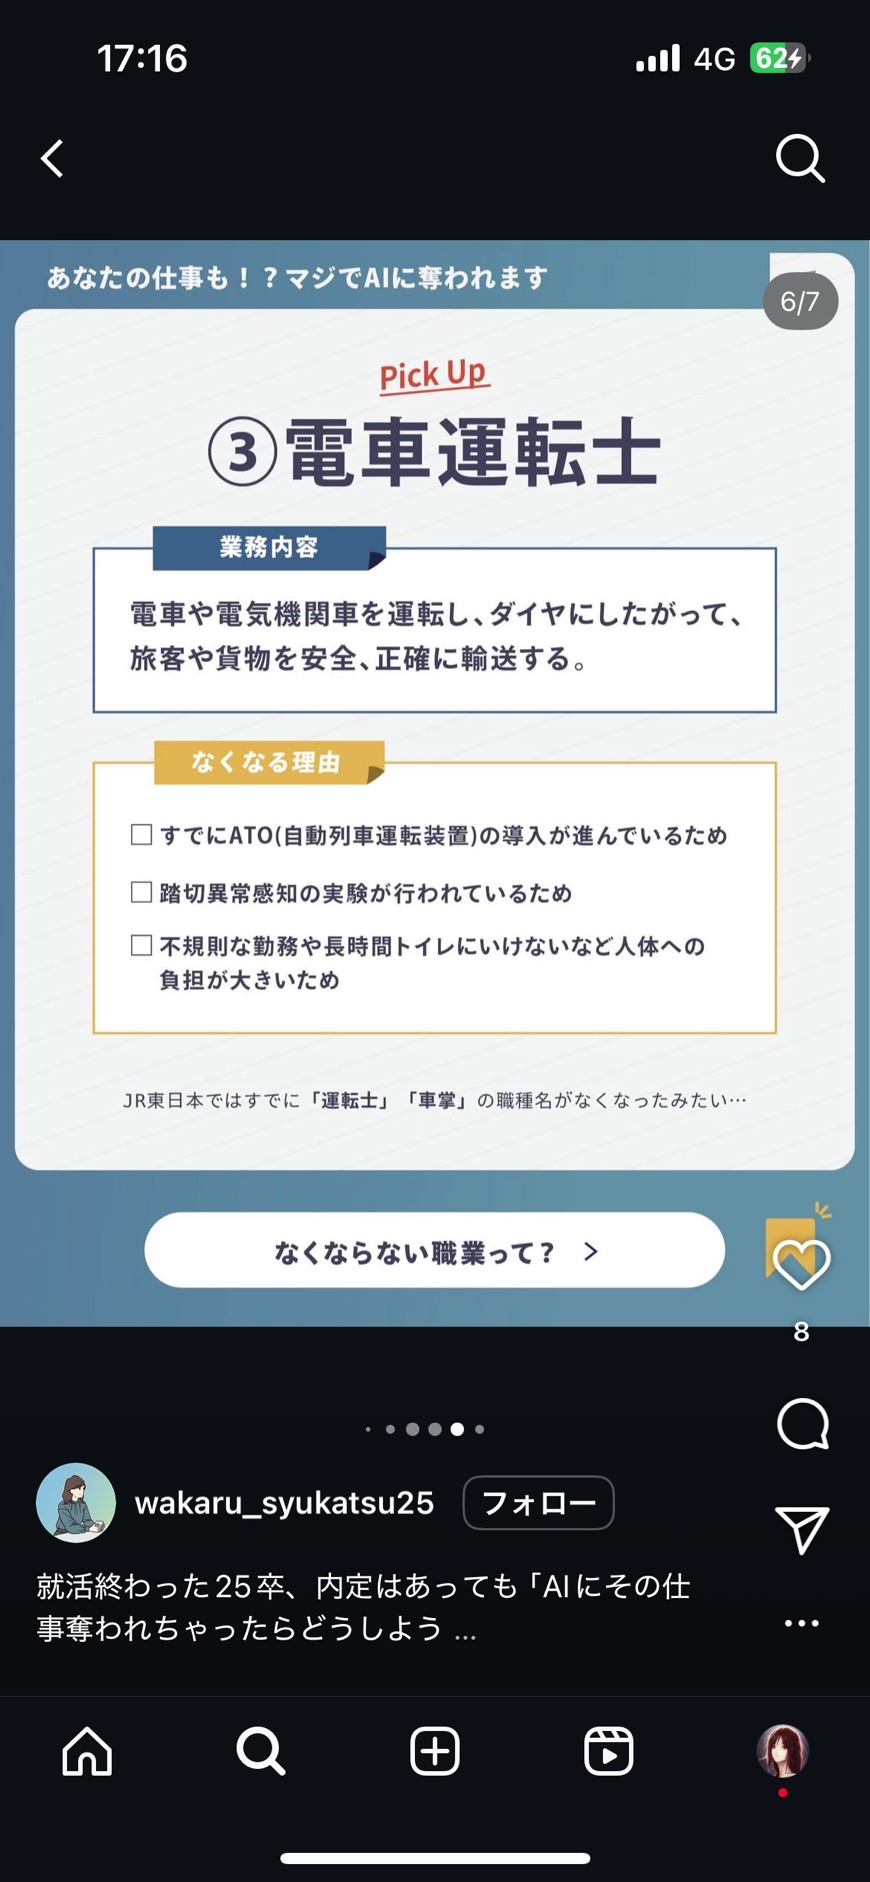 17:16
4G 62
あなたの仕事も！？マジでAIに奪われます
6/7
Pick Up
③電車運転士
業務内容
電車や電気機関車を運転し、ダイヤにしたがって、
旅客や貨物を安全、正確に輸送する。
なくなる理由
□ すでにATO(自動列車運転装置)の導入が進んでいるため
□ 踏切異常感知の実験が行われているため
□ 不規則な勤務や長時間トイレにいけないなど人体への
負担が大きいため
JR東日本ではすでに「運転士」「車掌」の職種名がなくなったみたい…
なくならない職業って？ >
8
wakaru_syukatsu25 フォロー
就活終わった25卒、内定はあっても「AIにその仕
事奪われちゃったらどうしよう ...